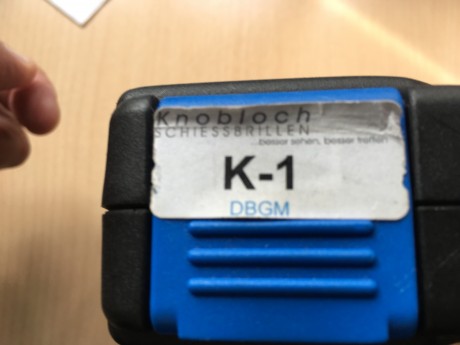 Knobloch
SCHIESSBRILLEN
...besser sehen, besser treffen
K-1
DBGM